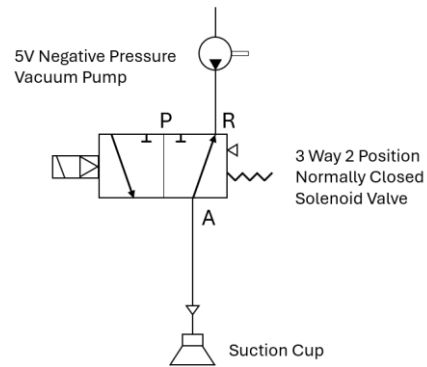 5V Negative Pressure
Vacuum Pump
P
R
3 Way 2 Position
Normally Closed
Solenoid Valve
A
Suction Cup